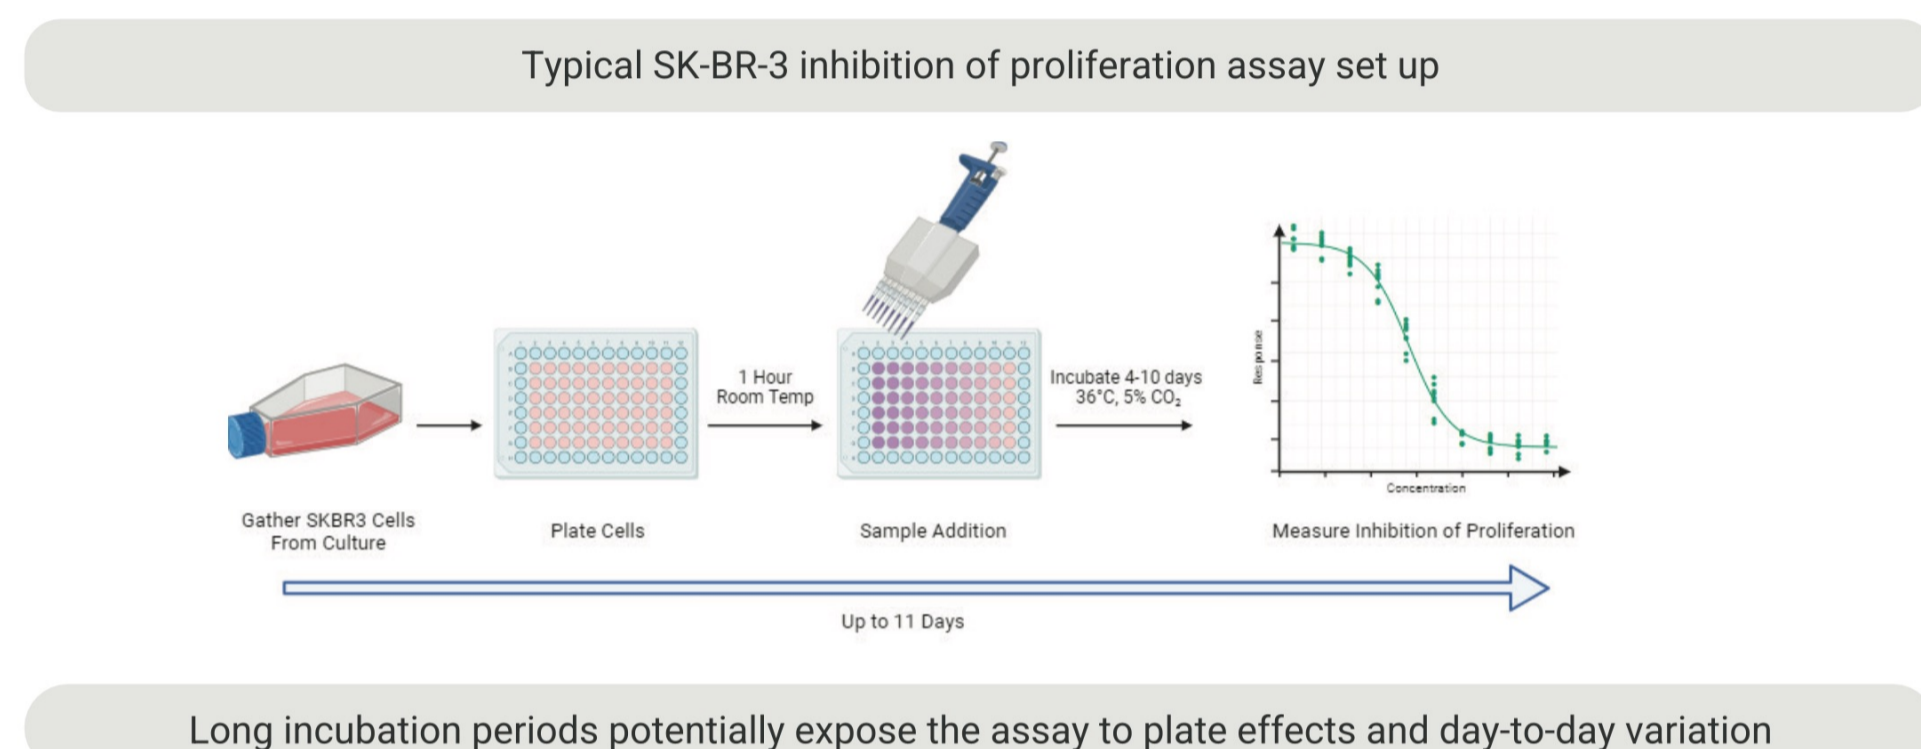 Typical SK-BR-3 inhibition of proliferation assay set up
1 Hour
Room Temp
Incubate 4-10 days
36°C, 5% CO₂
Response
Concentration
Gather SKBR3 Cells
From Culture
Plate Cells
Sample Addition
Measure Inhibition of Proliferation
Up to 11 Days
Long incubation periods potentially expose the assay to plate effects and day-to-day variation